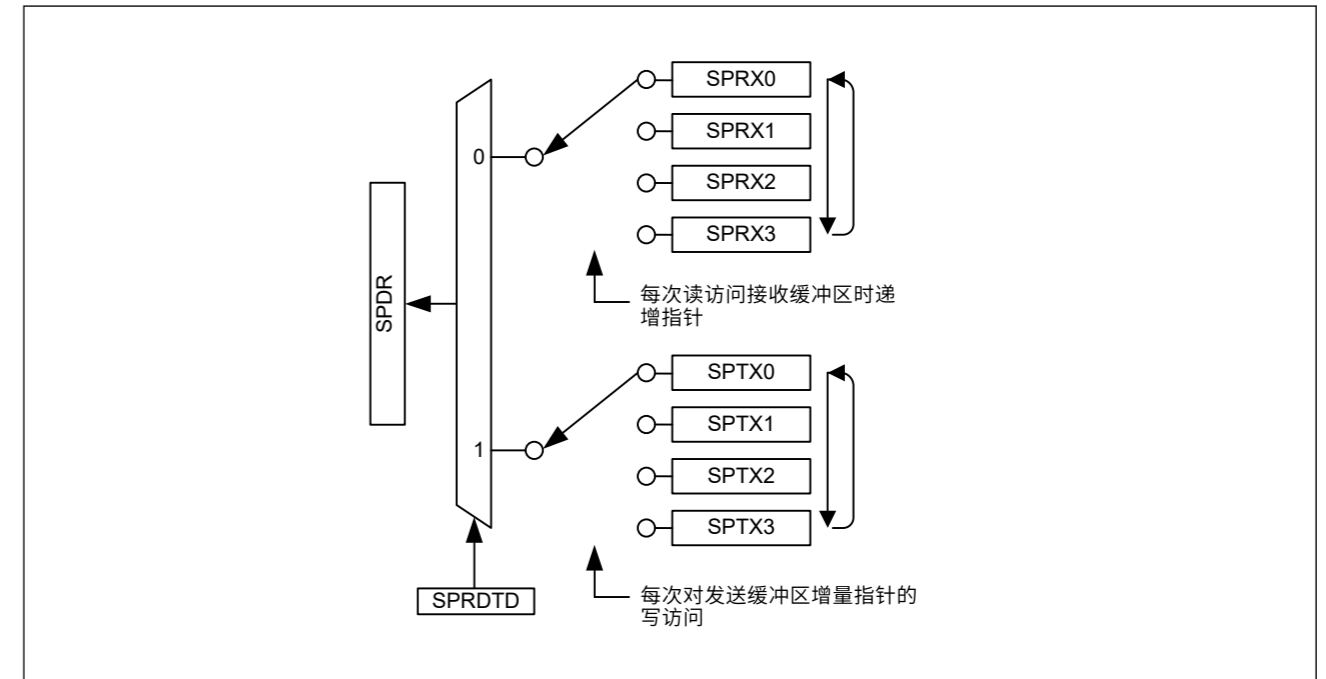 SPRX0
SPRX1
0
SPRX2
SPRX3
SPDR
每次读访问接收缓冲区时递
增指针
SPTX0
SPTX1
1
SPTX2
SPTX3
SPRDTD
每次对发送缓冲区增量指针的
写访问